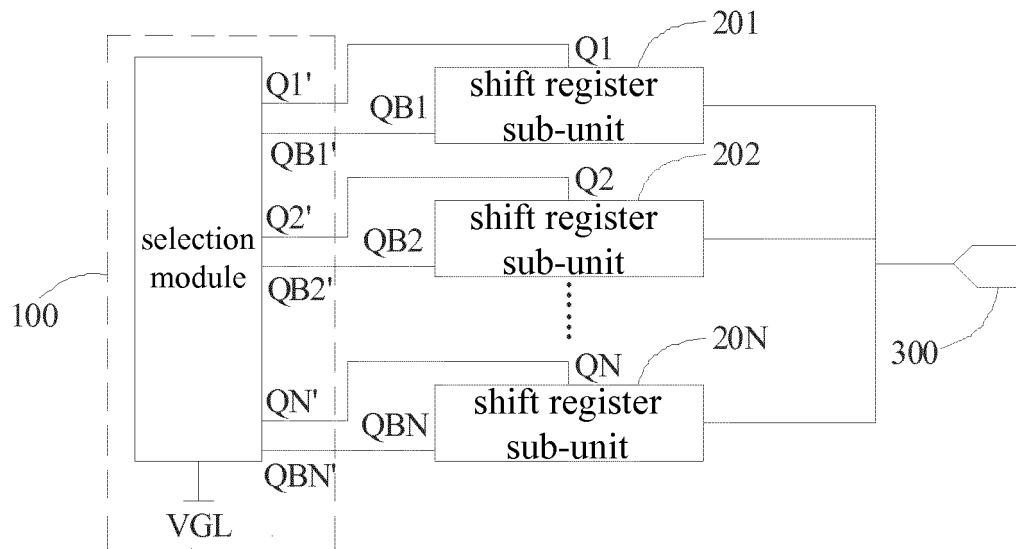 201
Q1
Q1'
shift register
sub-unit
QB1
QB1'
202
Q2
Q2'
shift register
sub-unit
QB2
QB2'
selection
module
100
300
20N
QN
QN'
shift register
sub-unit
QBN
QBN'
VGL